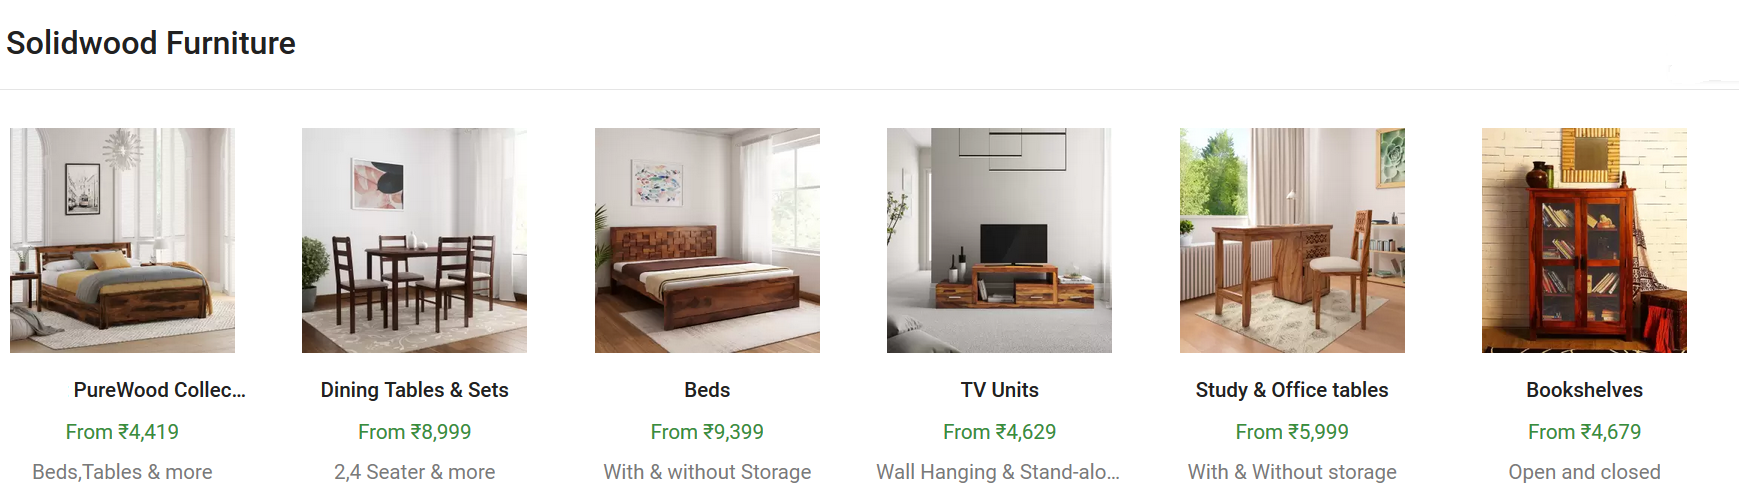 Solidwood Furniture
PureWood Collec...
From ₹4,419
Beds,Tables & more
Dining Tables & Sets
From ₹8,999
2,4 Seater & more
Beds
From ₹9,399
With & without Storage
TV Units
From ₹4,629
Wall Hanging & Stand-alo...
Study & Office tables
From ₹5,999
With & Without storage
Bookshelves
From ₹4,679
Open and closed